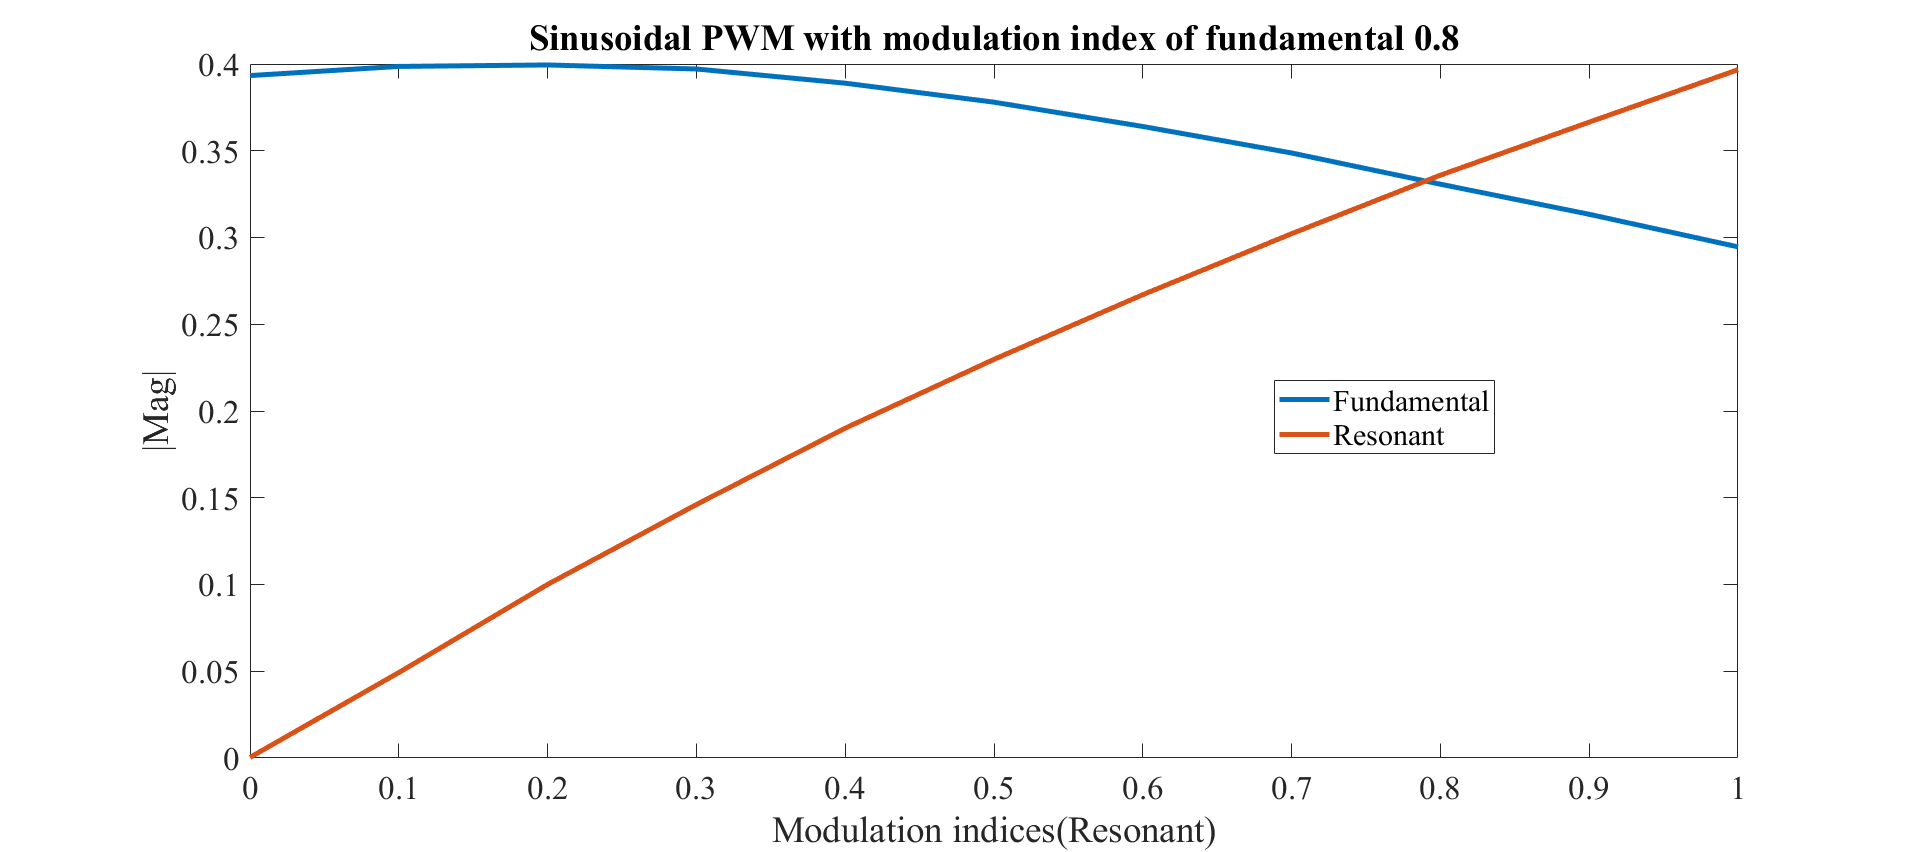 Sinusoidal PWM with modulation index of fundamental 0.8
0.4
0.35
0.3
0.25
0.2
0.15
0.1
0.05
0
|Mag|
Fundamental
Resonant
0 0.1 0.2 0.3 0.4 0.5 0.6 0.7 0.8 0.9 1
Modulation indices(Resonant)